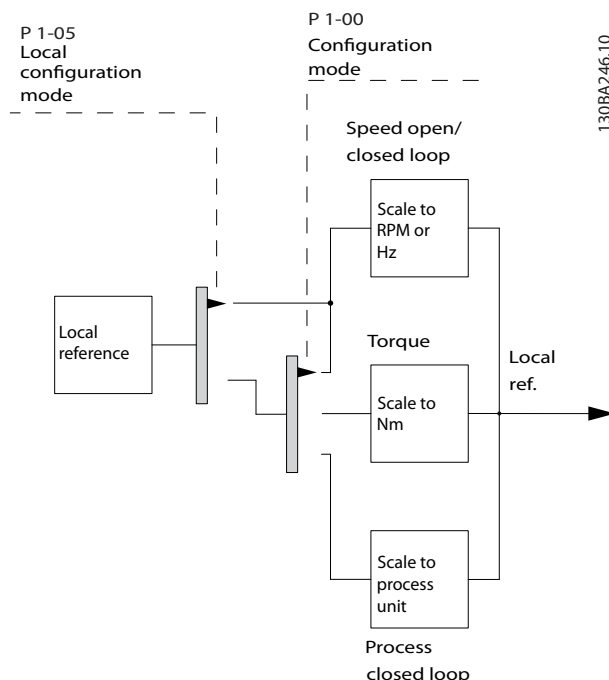 P 1-05
Local
configuration
mode
P 1-00
Configuration
mode
130BA246.10
Speed open/
closed loop
Scale to
RPM or
Hz
Local
reference
Torque
Scale to
Nm
Local
ref.
Scale to
process
unit
Process
closed loop